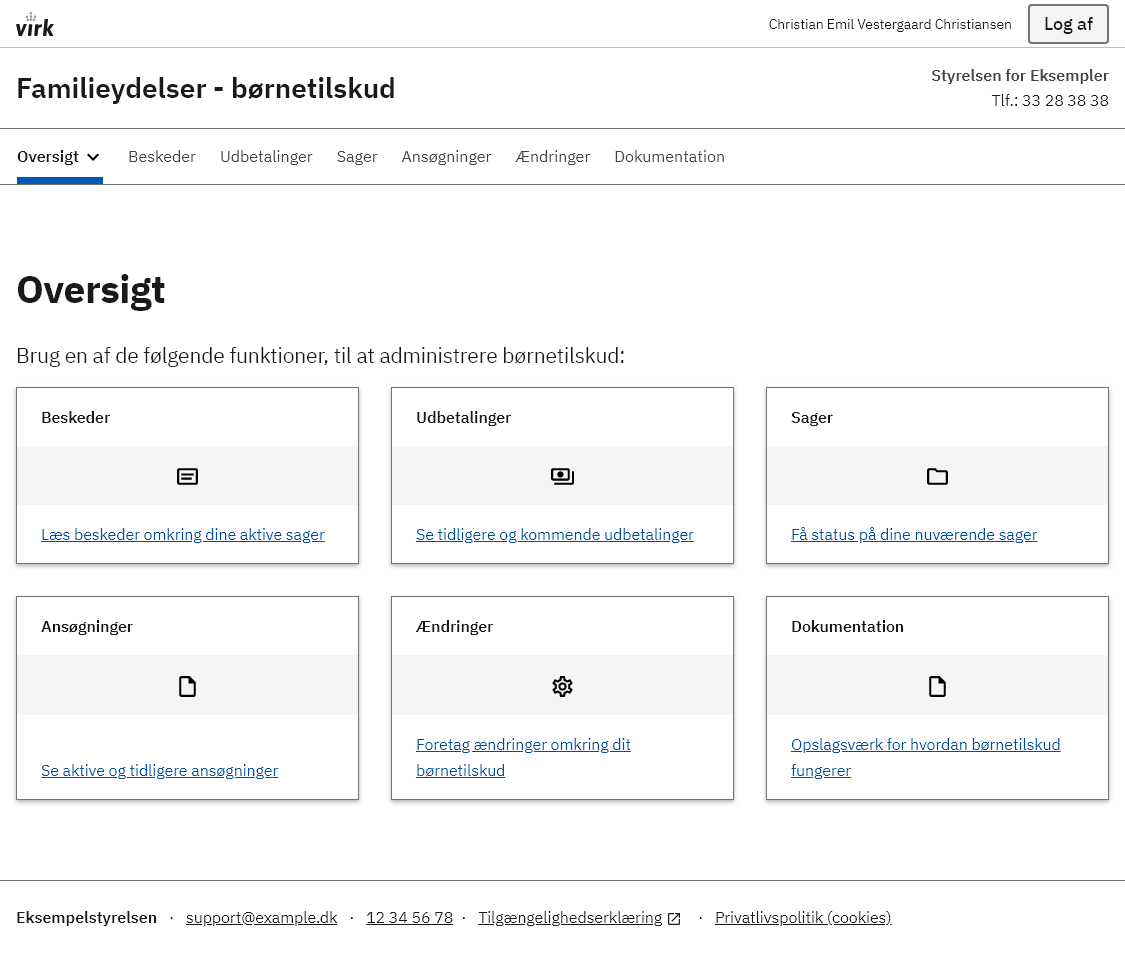 virk
Christian Emil Vestergaard Christiansen
Log af
Familieydelser - børnetilskud
Styrelsen for Eksempler
Tlf.: 33 28 38 38
Oversigt Beskeder Udbetalinger Sager Ansøgninger Ændringer Dokumentation
Oversigt
Brug en af de følgende funktioner, til at administrere børnetilskud:
Beskeder
Læs beskeder omkring dine aktive sager
Udbetalinger
Se tidligere og kommende udbetalinger
Sager
Få status på dine nuværende sager
Ansøgninger
Se aktive og tidligere ansøgninger
Ændringer
Foretag ændringer omkring dit
børnetilskud
Dokumentation
Opslagsværk for hvordan børnetilskud
fungerer
Eksempelstyrelsen · support@example.dk · 12 34 56 78 · Tilgængelighedserklæring · Privatlivspolitik (cookies)